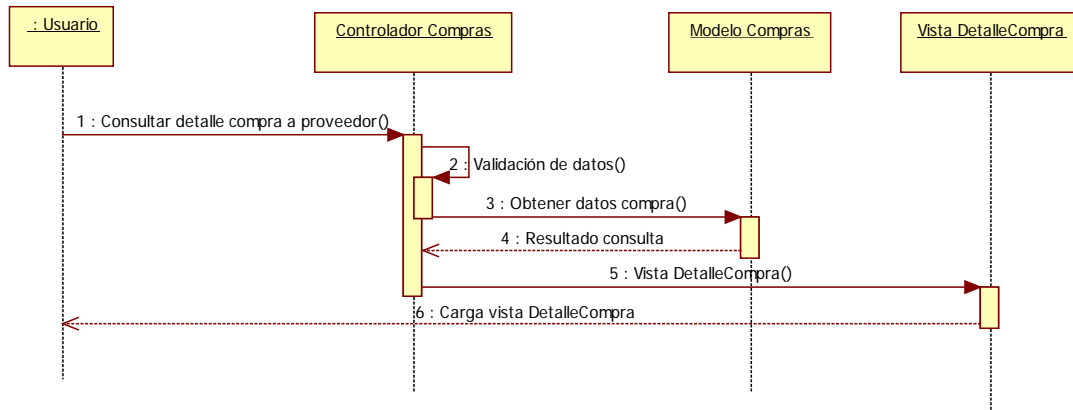 : Usuario
Controlador Compras
Modelo Compras
Vista DetalleCompra
1 : Consultar detalle compra a proveedor()
2 : Validación de datos()
3 : Obtener datos compra()
4 : Resultado consulta
5 : Vista DetalleCompra()
6 : Carga vista DetalleCompra